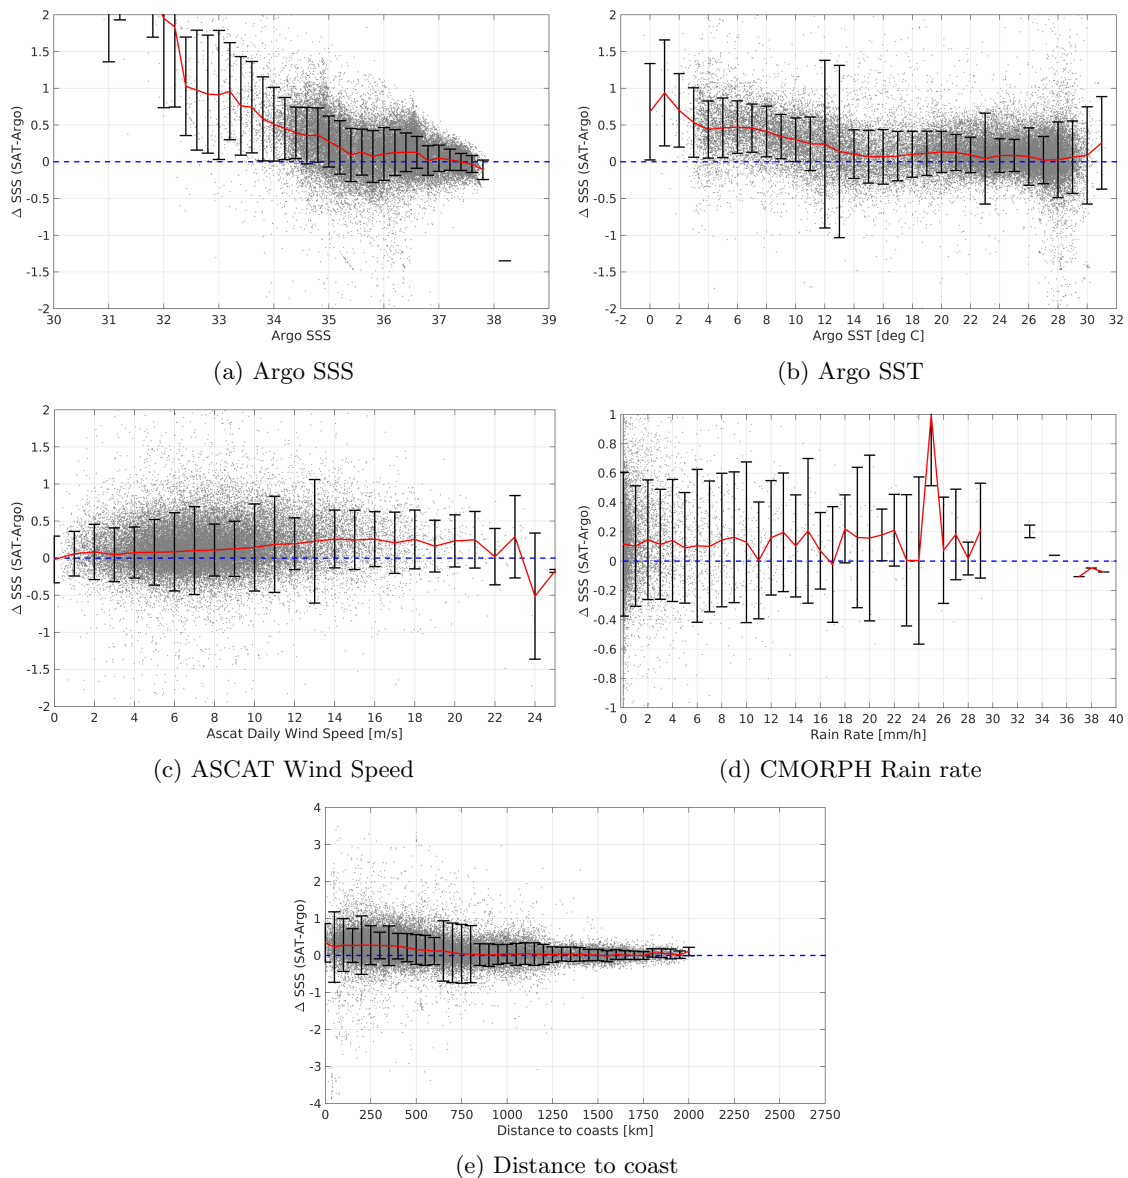 2
1.5
1
0.5
0
-0.5
-1
-1.5
-2
Δ SSS (SAT-Argo)
30 31 32 33 34 35 36 37 38 39
Argo SSS
(a) Argo SSS
2
1.5
1
0.5
0
-0.5
-1
-1.5
-2
Δ SSS (SAT-Argo)
-2 0 2 4 6 8 10 12 14 16 18 20 22 24 26 28 30 32
Argo SST [deg C]
(b) Argo SST
2
1.5
1
0.5
0
-0.5
-1
-1.5
-2
Δ SSS (SAT-Argo)
0 2 4 6 8 10 12 14 16 18 20 22 24
Ascat Daily Wind Speed [m/s]
(c) ASCAT Wind Speed
1
0.8
0.6
0.4
0.2
0
-0.2
-0.4
-0.6
-0.8
-1
Δ SSS (SAT-Argo)
0 2 4 6 8 10 12 14 16 18 20 22 24 26 28 30 32 34 36 38 40
Rain Rate [mm/h]
(d) CMORPH Rain rate
4
3
2
1
0
-1
-2
-3
-4
Δ SSS (SAT-Argo)
0 250 500 750 1000 1250 1500 1750 2000 2250 2500 2750
Distance to coasts [km]
(e) Distance to coast